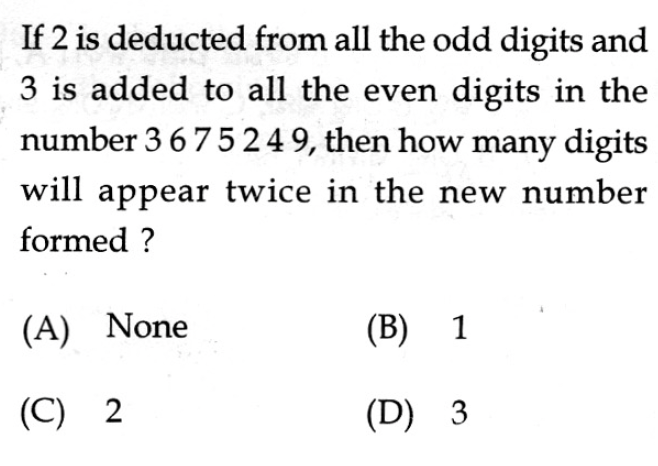 If 2 is deducted from all the odd digits and
3 is added to all the even digits in the
number 3 6 7 5 2 4 9, then how many digits
will appear twice in the new number
formed ?
(A) None (B) 1
(C) 2 (D) 3